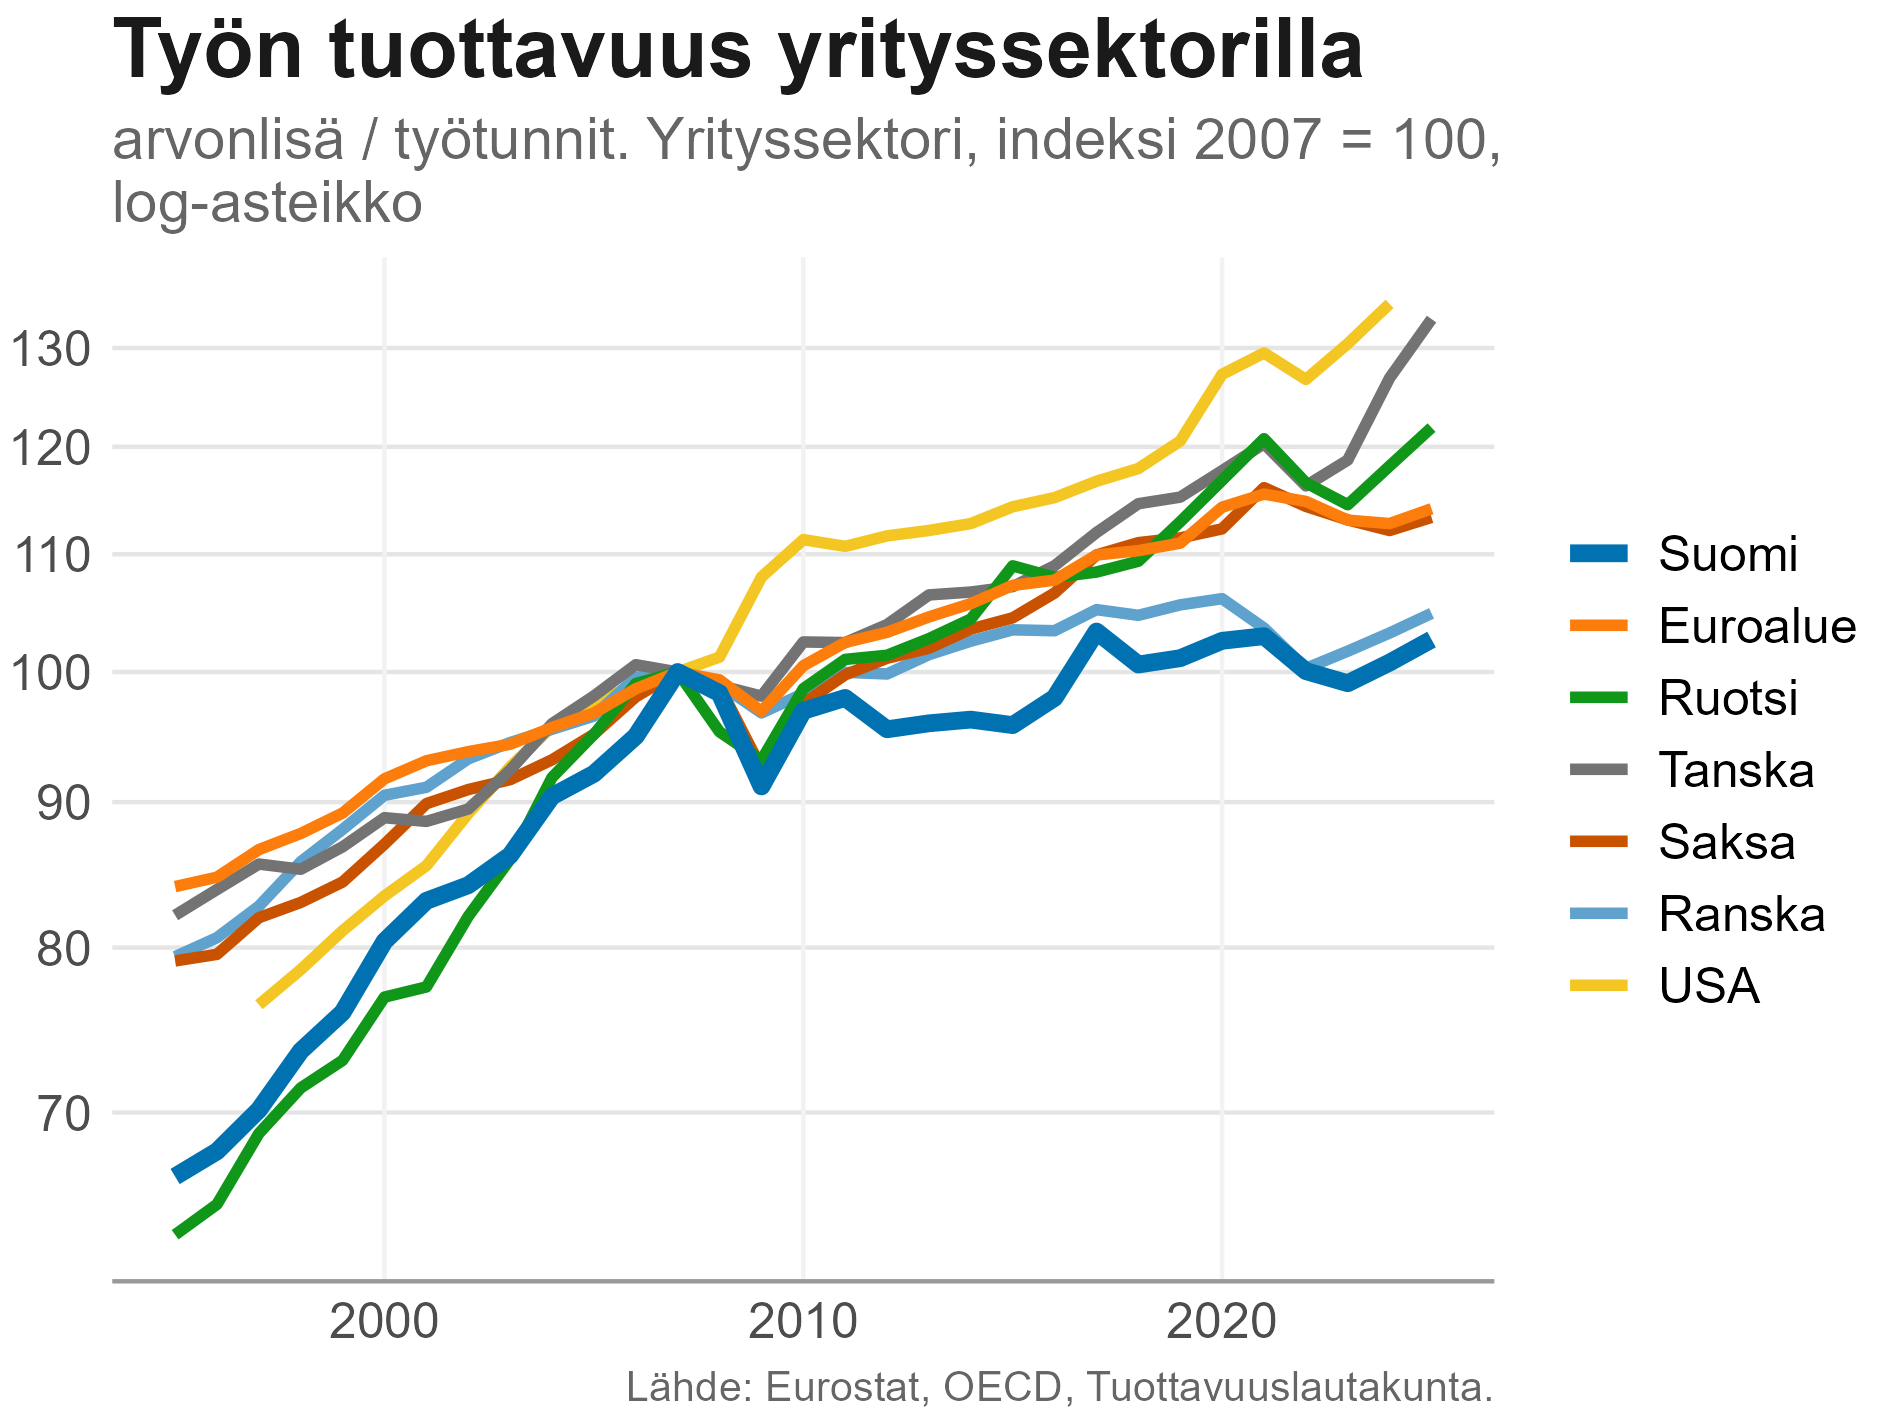 Työn tuottavuus yrityssektorilla
arvonlisä / työtunnit. Yrityssektori, indeksi 2007 = 100,
log-asteikko
130
120
110
100
90
80
70
2000
2010
2020
Suomi
Euroalue
Ruotsi
Tanska
Saksa
Ranska
USA
Lähde: Eurostat, OECD, Tuottavuuslautakunta.